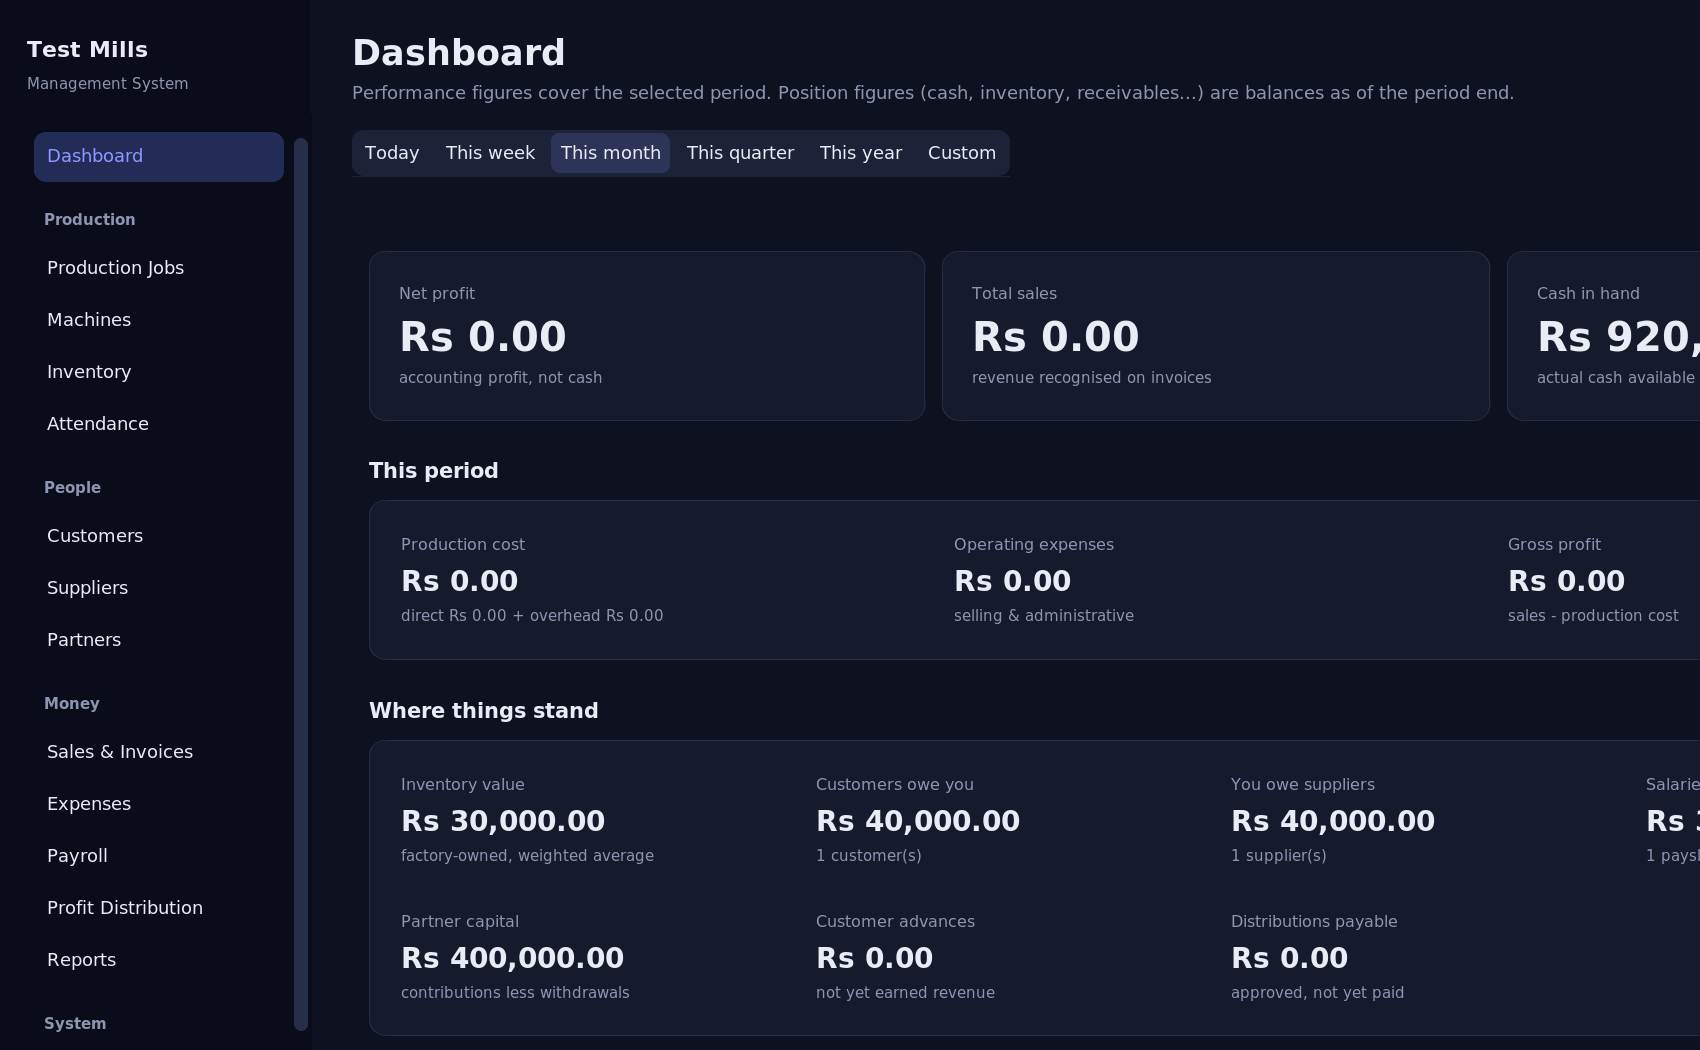 Test Mills
Management System
Dashboard
Production
Production Jobs
Machines
Inventory
Attendance
People
Customers
Suppliers
Partners
Money
Sales & Invoices
Expenses
Payroll
Profit Distribution
Reports
System
Dashboard
Performance figures cover the selected period. Position figures (cash, inventory, receivables...) are balances as of the period end.
Today This week This month This quarter This year Custom
Net profit
Rs 0.00
accounting profit, not cash
Total sales
Rs 0.00
revenue recognised on invoices
Cash in hand
Rs 920,
actual cash available
This period
Production cost
Rs 0.00
direct Rs 0.00 + overhead Rs 0.00
Operating expenses
Rs 0.00
selling & administrative
Gross profit
Rs 0.00
sales - production cost
Where things stand
Inventory value
Rs 30,000.00
factory-owned, weighted average
Customers owe you
Rs 40,000.00
1 customer(s)
You owe suppliers
Rs 40,000.00
1 supplier(s)
Salarie
Rs
1
Partner capital
Rs 400,000.00
contributions less withdrawals
Customer advances
Rs 0.00
not yet earned revenue
Distributions payable
Rs 0.00
approved, not yet paid